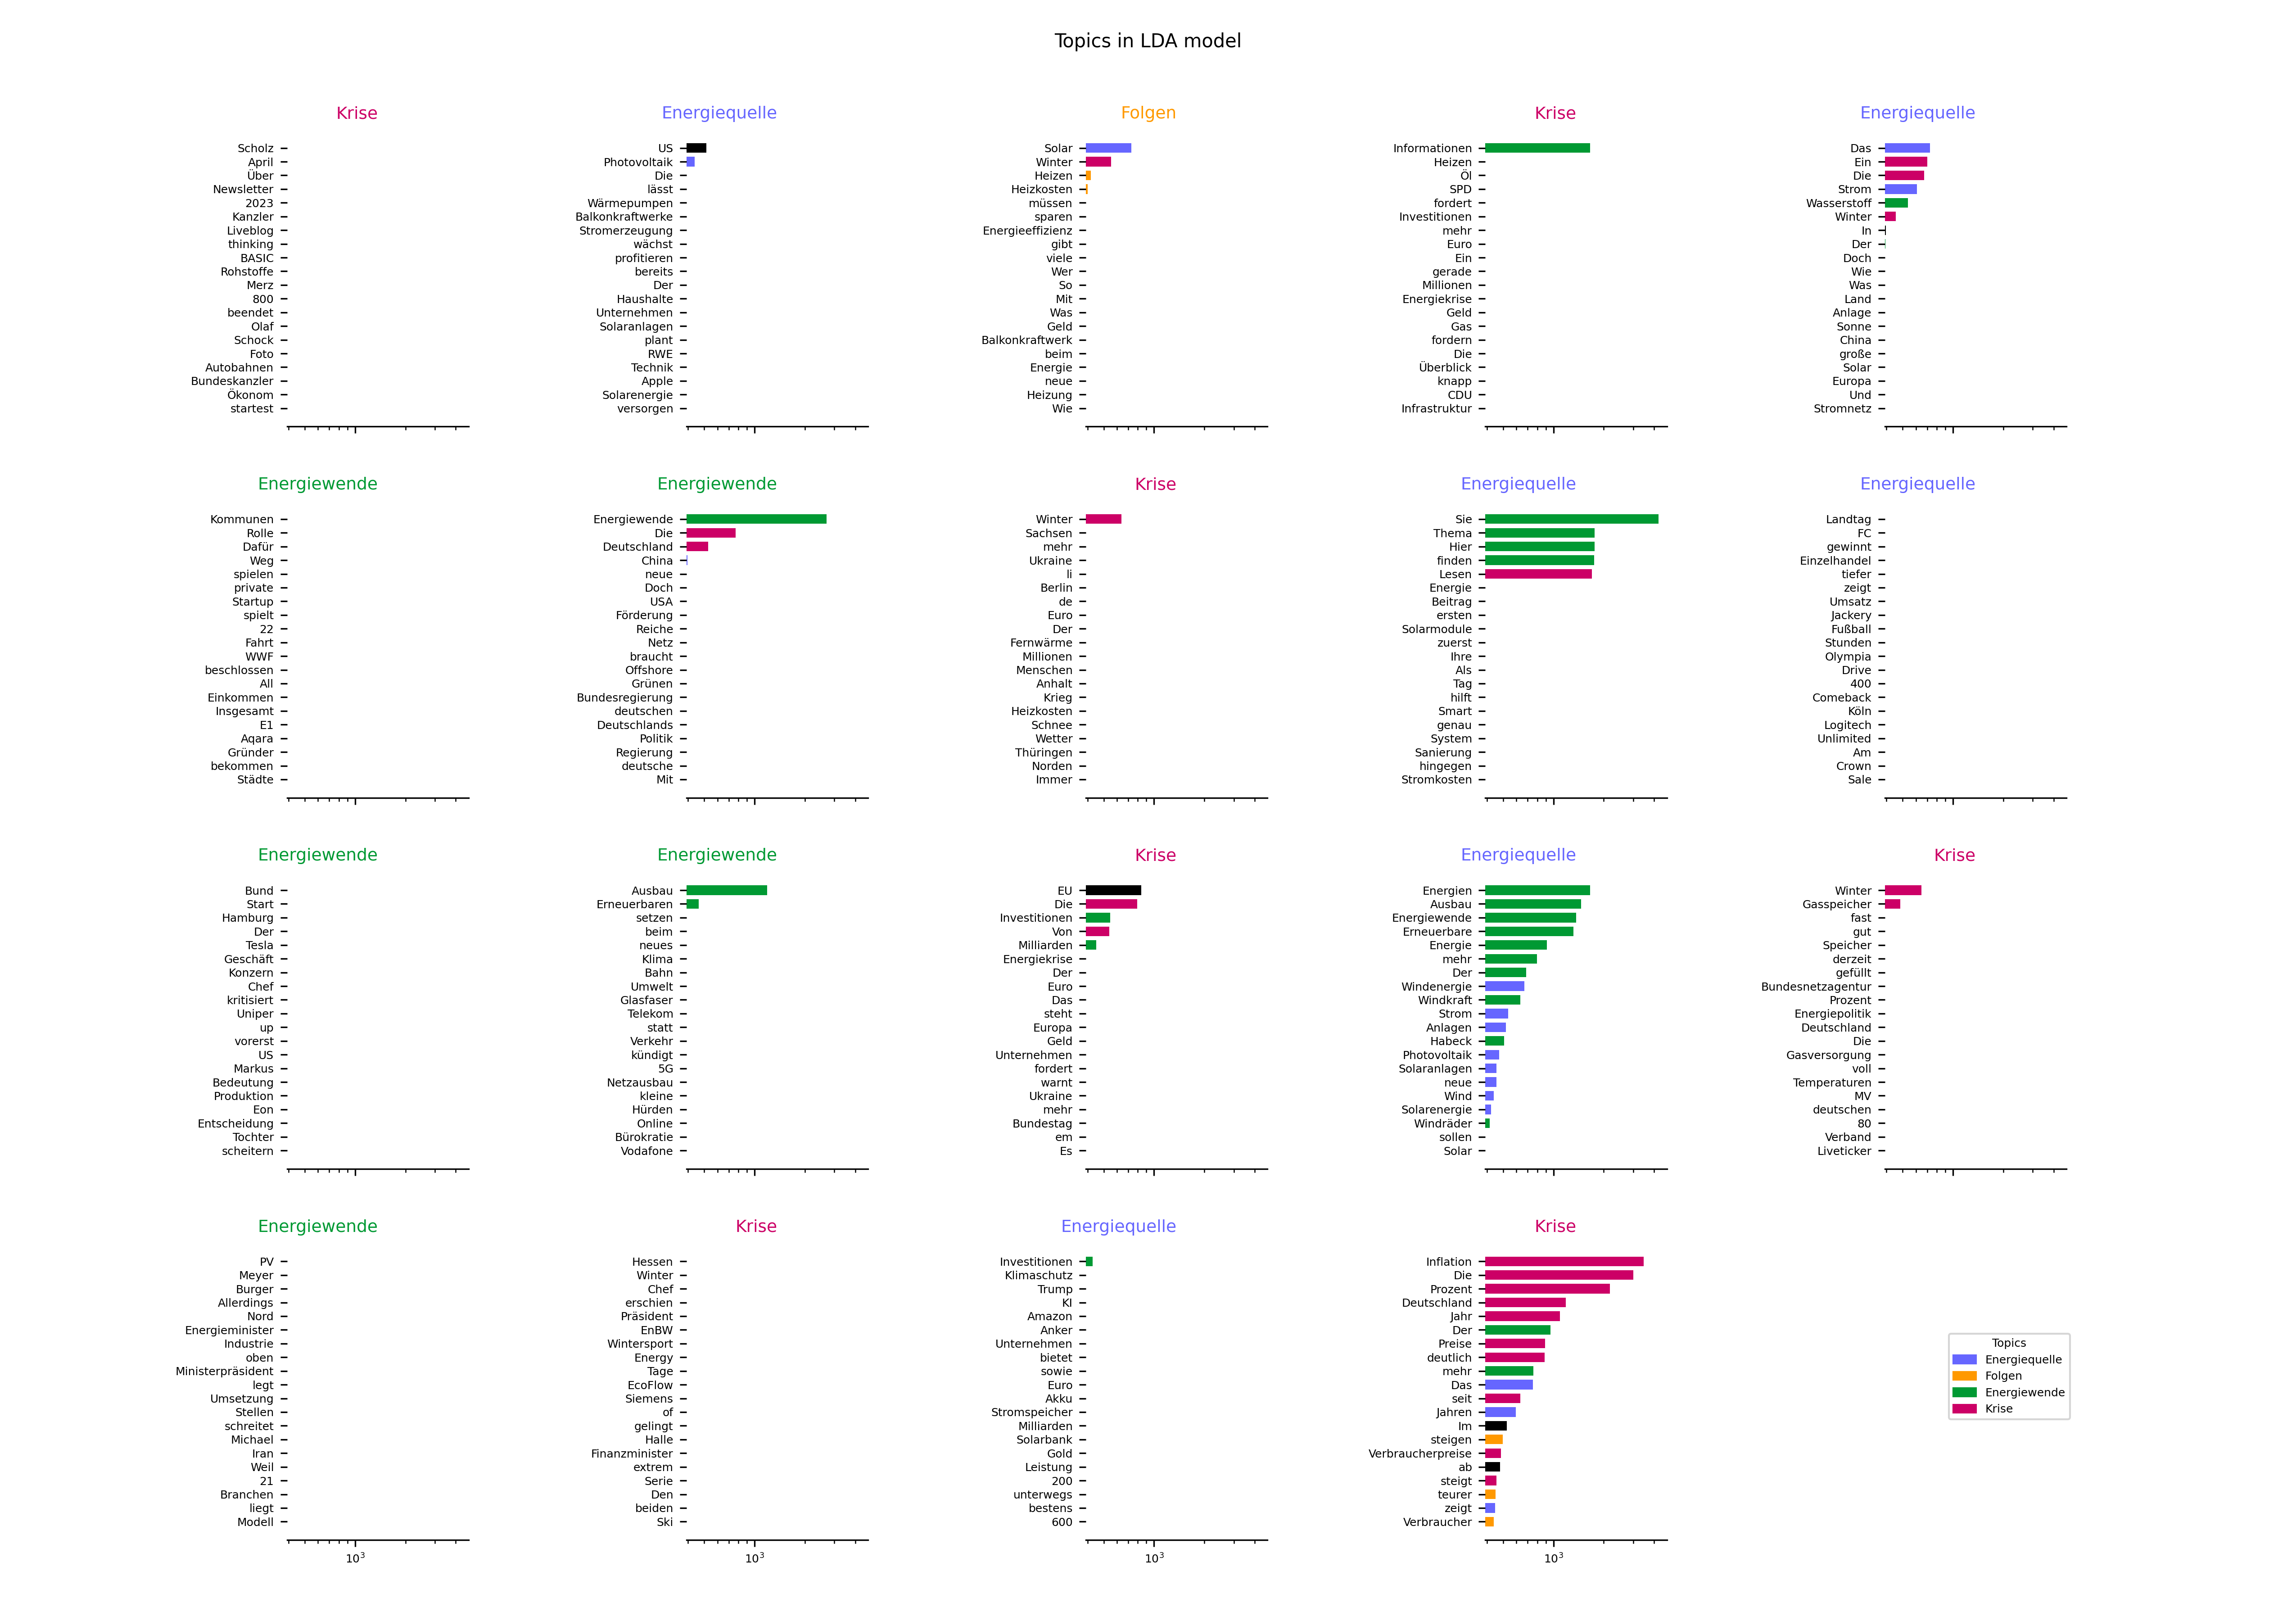 Topics in LDA model
Krise
Scholz
April
Über
Newsletter
2023
Kanzler
Liveblog
thinking
BASIC
Rohstoffe
Merz
800
beendet
Olaf
Schock
Foto
Autobahnen
Bundeskanzler
Ökonom
startest
Energiequelle
US
Photovoltaik
Die
lässt
Wärmepumpen
Balkonkraftwerke
Stromerzeugung
wächst
profitieren
bereits
Der
Haushalte
Unternehmen
Solaranlagen
plant
RWE
Technik
Apple
Solarenergie
versorgen
Folgen
Solar
Winter
Heizen
Heizkosten
müssen
sparen
Energieeffizienz
gibt
viele
Wer
So
Mit
Was
Geld
Balkonkraftwerk
beim
Energie
neue
Heizung
Wie
Krise
Informationen
Heizen
Öl
SPD
fordert
Investitionen
mehr
Euro
Ein
gerade
Millionen
Energiekrise
Geld
Gas
fordern
Die
Überblick
knapp
CDU
Infrastruktur
Energiequelle
Das
Ein
Die
Strom
Wasserstoff
Winter
In
Der
Doch
Wie
Was
Land
Anlage
Sonne
China
große
Solar
Europa
Und
Stromnetz
Energiewende
Kommunen
Rolle
Dafür
Weg
spielen
private
Startup
spielt
22
Fahrt
WWF
beschlossen
All
Einkommen
Insgesamt
E1
Aqara
Gründer
bekommen
Städte
Energiewende
Energiewende
Die
Deutschland
China
neue
Doch
USA
Förderung
Reiche
Netz
braucht
Offshore
Grünen
Bundesregierung
deutschen
Deutschlands
Politik
Regierung
deutsche
Mit
Krise
Winter
Sachsen
mehr
Ukraine
li
Berlin
de
Euro
Der
Fernwärme
Millionen
Menschen
Anhalt
Krieg
Heizkosten
Schnee
Wetter
Thüringen
Norden
Immer
Energiequelle
Sie
Thema
Hier
finden
Lesen
Energie
Beitrag
ersten
Solarmodule
zuerst
Ihre
Als
Tag
hilft
Smart
genau
System
Sanierung
hingegen
Stromkosten
Energiequelle
Landtag
FC
gewinnt
Einzelhandel
tiefer
zeigt
Umsatz
Jackery
Fußball
Stunden
Olympia
Drive
400
Comeback
Köln
Logitech
Unlimited
Am
Crown
Sale
Energiewende
Bund
Start
Hamburg
Der
Tesla
Geschäft
Konzern
Chef
kritisiert
Uniper
up
vorerst
US
Markus
Bedeutung
Produktion
Eon
Entscheidung
Tochter
scheitern
Energiewende
Ausbau
Erneuerbaren
setzen
beim
neues
Klima
Bahn
Umwelt
Glasfaser
Telekom
statt
Verkehr
kündigt
5G
Netzausbau
kleine
Hürden
Online
Bürokratie
Vodafone
Krise
EU
Die
Investitionen
Von
Milliarden
Energiekrise
Der
Euro
Das
steht
Europa
Geld
Unternehmen
fordert
warnt
Ukraine
mehr
Bundestag
em
Es
Energiequelle
Energien
Ausbau
Energiewende
Erneuerbare
Energie
mehr
Der
Windenergie
Windkraft
Strom
Anlagen
Habeck
Photovoltaik
Solaranlagen
neue
Wind
Solarenergie
Windräder
sollen
Solar
Krise
Winter
Gasspeicher
fast
gut
Speicher
derzeit
gefüllt
Bundesnetzagentur
Prozent
Energiepolitik
Deutschland
Die
Gasversorgung
voll
Temperaturen
MV
deutschen
80
Verband
Liveticker
Energiewende
PV
Meyer
Burger
Allerdings
Nord
Energieminister
Industrie
oben
Ministerpräsident
legt
Umsetzung
Stellen
schreitet
Michael
Iran
Weil
21
Branchen
liegt
Modell
10³
Krise
Hessen
Winter
Chef
erschien
Präsident
EnBW
Wintersport
Energy
Tage
EcoFlow
Siemens
of
gelingt
Halle
Finanzminister
extrem
Serie
Den
beiden
Ski
10³
Energiequelle
Investitionen
Klimaschutz
Trump
KI
Amazon
Anker
Unternehmen
bietet
sowie
Euro
Akku
Stromspeicher
Milliarden
Solarbank
Gold
Leistung
200
unterwegs
bestens
600
10³
Krise
Inflation
Die
Prozent
Deutschland
Jahr
Der
Preise
deutlich
mehr
Das
seit
Jahren
Im
steigen
Verbraucherpreise
ab
steigt
teurer
zeigt
Verbraucher
10³
Topics
Energiequelle
Folgen
Energiewende
Krise